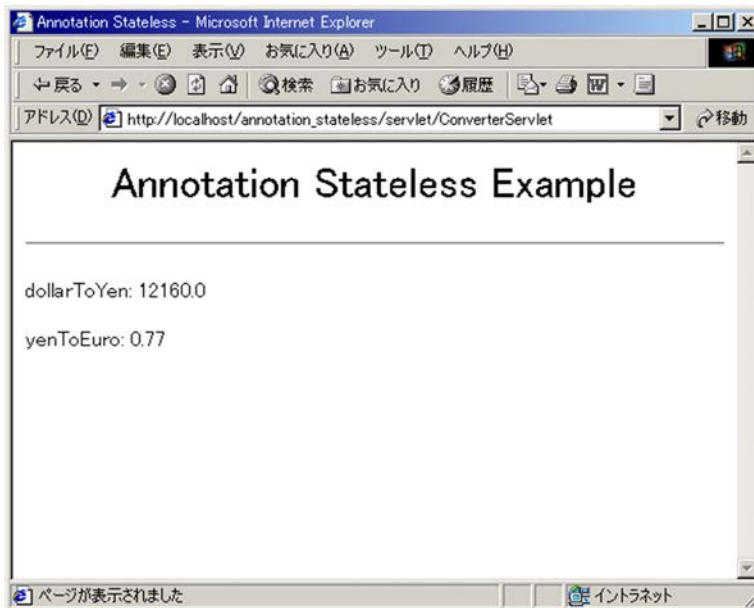 Annotation Stateless - Microsoft Internet Explorer
ファイル(F) 編集(E) 表示(V) お気に入り(A) ツール(T) ヘルプ(H)
戻る 検索 お気に入り 履歴
アドレス(D) http://localhost/annotation_stateless/servlet/ConverterServlet 移動
Annotation Stateless Example
dollarToYen: 12160.0
yenToEuro: 0.77
ページが表示されました イントラネット